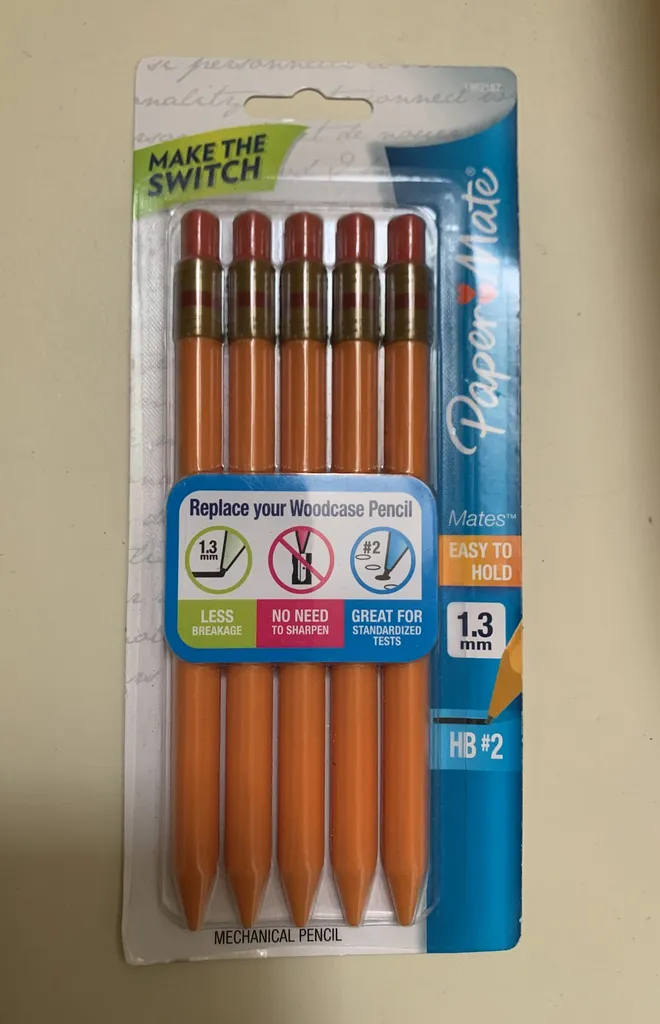 MAKE THE
SWITCH
Paper Mate®
Replace your Woodcase Pencil
1.3
mm
#2
LESS
BREAKAGE
NO NEED
TO SHARPEN
GREAT FOR
STANDARDIZED
TESTS
Mates™
EASY TO
HOLD
1.3
mm
HB #2
MECHANICAL PENCIL